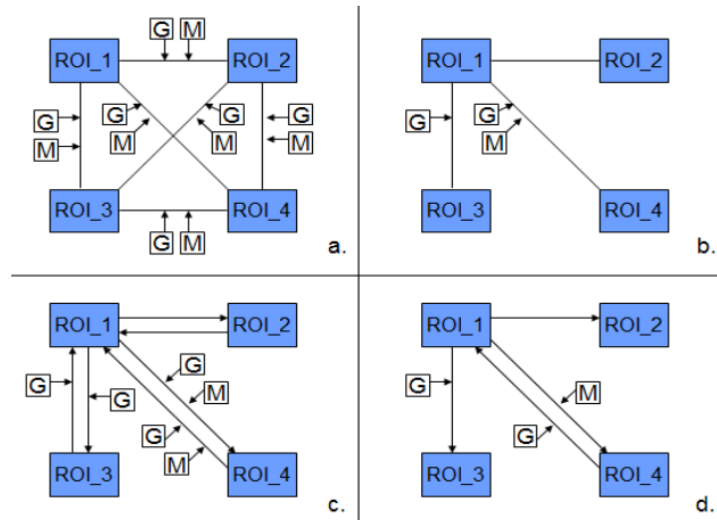 G M
ROI_1 ROI_2
G G G G
M M M M
ROI_3 ROI_4
G M
a.
ROI_1 ROI_2
G G
M
ROI_3 ROI_4
b.
ROI_1 ROI_2
G
G G M
G
M
ROI_3 ROI_4
c.
ROI_1 ROI_2
G M
G
ROI_3 ROI_4
d.